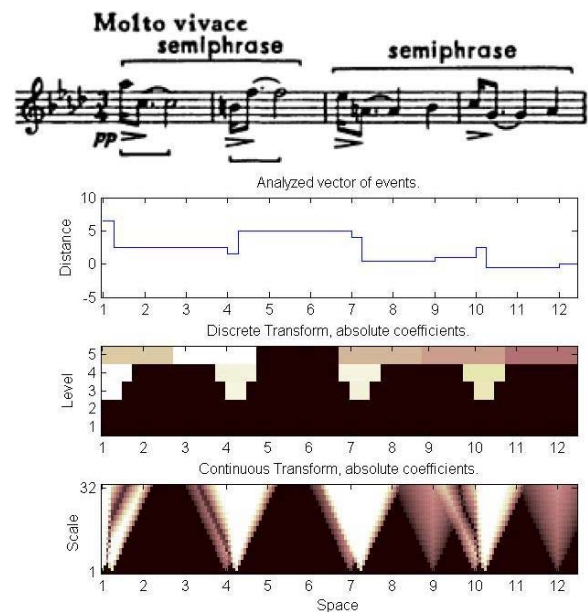 Molto vivace
semiphrase semiphrase
3
4
pp
Analyzed vector of events.
10
5
0
-5
Distance
1 2 3 4 5 6 7 8 9 10 11 12
Discrete Transform, absolute coefficients.
5
4
3
2
1
Level
1 2 3 4 5 6 7 8 9 10 11 12
Continuous Transform, absolute coefficients.
32
1
Scale
1 2 3 4 5 6 7 8 9 10 11 12
Space